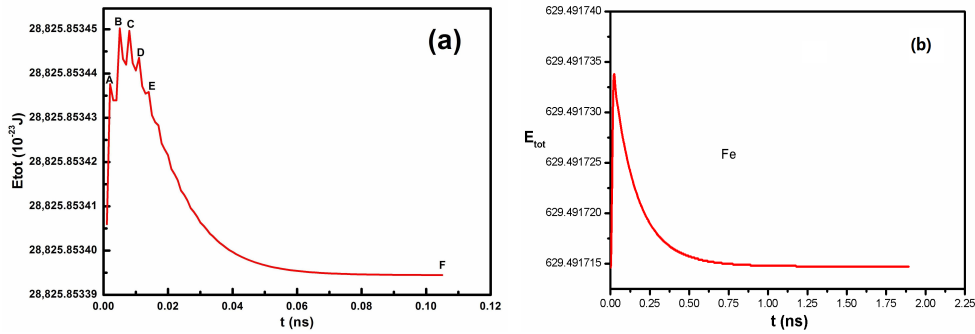 (a)
Etot (10-23J)
28,825.85345
28,825.85344
28,825.85343
28,825.85342
28,825.85341
28,825.85340
28,825.85339
A
B
C
D
E
F
0.00 0.02 0.04 0.06 0.08 0.10 0.12
t (ns)
(b)
Etot
629.491740
629.491735
629.491730
629.491725
629.491720
629.491715
Fe
0.00 0.25 0.50 0.75 1.00 1.25 1.50 1.75 2.00 2.25
t (ns)